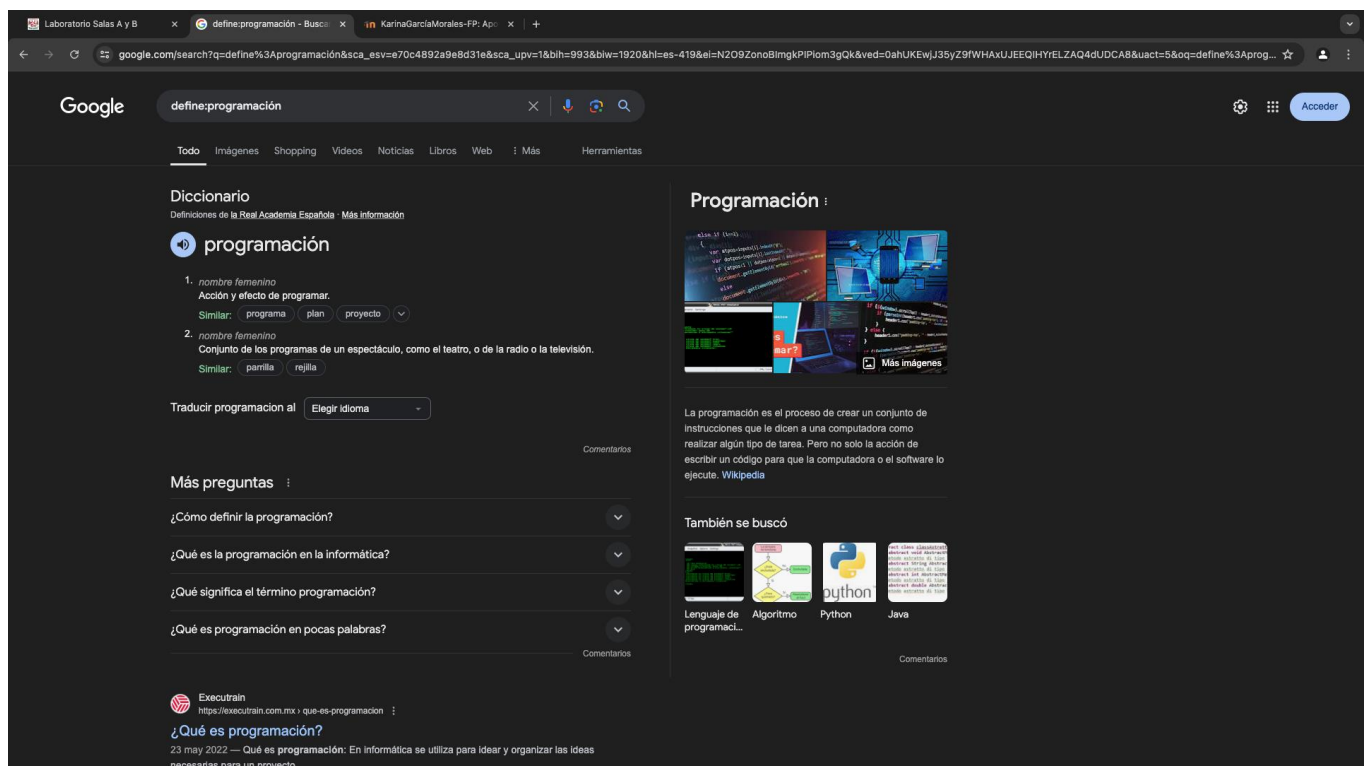 Laboratorio Salas A y B
define:programación - Busca
KarinaGarcíaMorales-FP: Apo
google.com/search?q=define%3Aprogramación&sca_esv=e70c4892a9e8d31e&sca_upv=1&bih=993&biw=1920&hl=es-419&ei=N2O9ZonoBImgkPIPiom3gQk&ved=0ahUKEwjJ35yZ9fWHAxUJEEQIHYrELZAQ4dUDCA8&uact=5&oq=define%3Aprog...
Google
define:programación
Acceder
Todo Imágenes Shopping Videos Noticias Libros Web Más Herramientas
Diccionario
Definiciones de la Real Academia Española · Más información
programación
1. nombre femenino
Acción y efecto de programar.
Similar: programa plan proyecto
2. nombre femenino
Conjunto de los programas de un espectáculo, como el teatro, o de la radio o la televisión.
Similar: parrilla rejilla
Traducir programacion al Elegir idioma
Comentarios
Más preguntas
¿Cómo definir la programación?
¿Qué es la programación en la informática?
¿Qué significa el término programación?
¿Qué es programación en pocas palabras?
Comentarios
Executrain
https://executrain.com.mx › que-es-programacion
¿Qué es programación?
23 may 2022 — Qué es programación: En informática se utiliza para idear y organizar las ideas
necesarias para un proyecto
Programación
Más imágenes
La programación es el proceso de crear un conjunto de
instrucciones que le dicen a una computadora como
realizar algún tipo de tarea. Pero no solo la acción de
escribir un código para que la computadora o el software lo
ejecute. Wikipedia
También se buscó
python
Lenguaje de
programaci...
Algoritmo
Python
Java
Comentarios